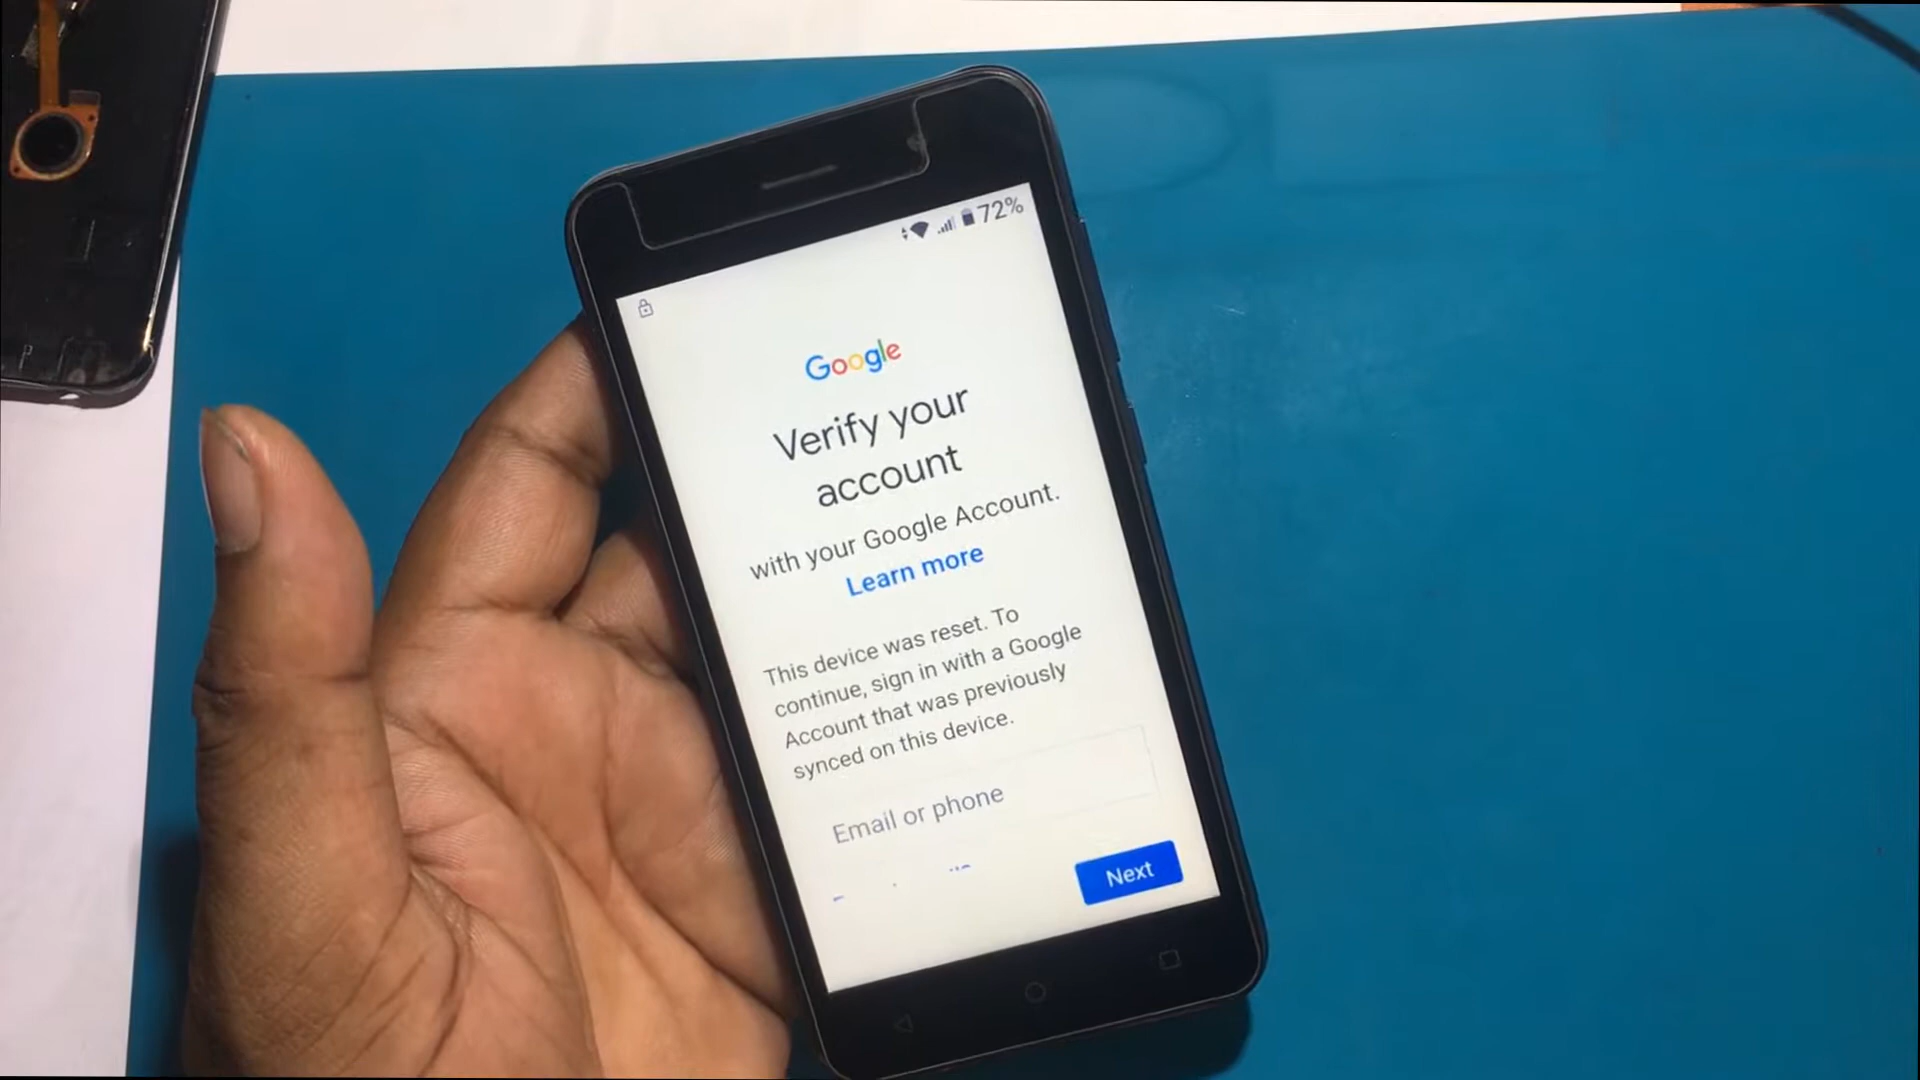 72%
Google
Verify your
account
with your Google Account.
Learn more
This device was reset. To
continue, sign in with a Google
Account that was previously
synced on this device.
Email or phone
Next